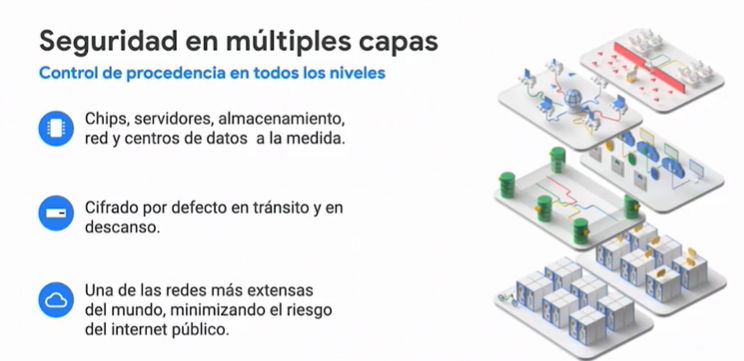 Seguridad en múltiples capas
Control de procedencia en todos los niveles
Chips, servidores, almacenamiento,
red y centros de datos a la medida.
Cifrado por defecto en tránsito y en
descanso.
Una de las redes más extensas
del mundo, minimizando el riesgo
del internet público.